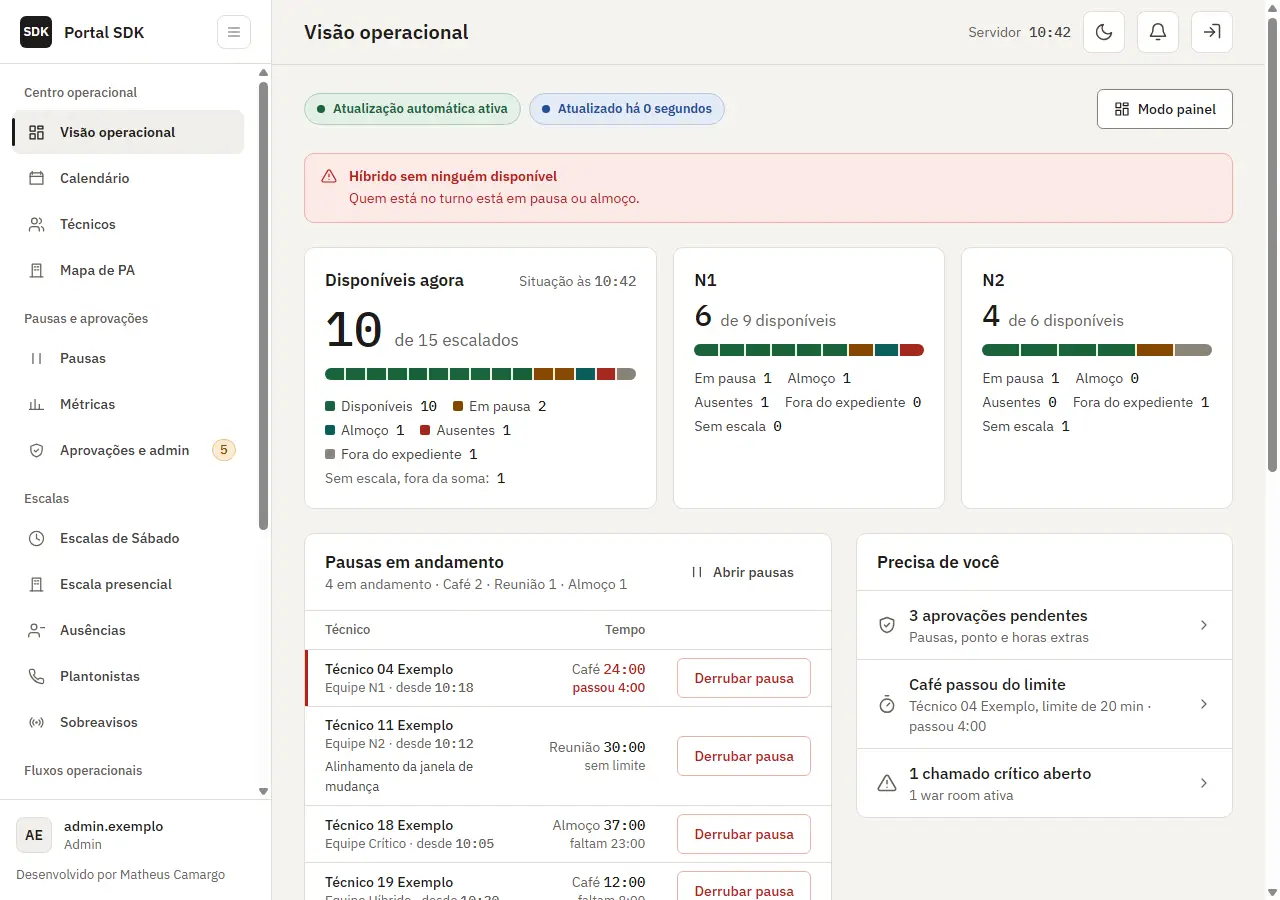 SDK Portal SDK
Centro operacional
Visão operacional
Calendário
Técnicos
Mapa de PA
Pausas e aprovações
Pausas
Métricas
Aprovações e admin 5
Escalas
Escalas de Sábado
Escala presencial
Ausências
Plantonistas
Sobreavisos
Fluxos operacionais
AE
admin.exemplo
Admin
Desenvolvido por Matheus Camargo
Visão operacional
Servidor 10:42
Atualização automática ativa
Atualizado há 0 segundos
Modo painel
Híbrido sem ninguém disponível
Quem está no turno está em pausa ou almoço.
Disponíveis agora
Situação às 10:42
10 de 15 escalados
Disponíveis 10 Em pausa 2
Almoço 1 Ausentes 1
Fora do expediente 1
Sem escala, fora da soma: 1
N1
6 de 9 disponíveis
Em pausa 1 Almoço 1
Ausentes 1 Fora do expediente 0
Sem escala 0
N2
4 de 6 disponíveis
Em pausa 1 Almoço 0
Ausentes 0 Fora do expediente 1
Sem escala 1
Pausas em andamento
4 em andamento · Café 2 · Reunião 1 · Almoço 1
Abrir pausas
Técnico Tempo
Técnico 04 Exemplo
Equipe N1 · desde 10:18
Café 24:00
passou 4:00
Derrubar pausa
Técnico 11 Exemplo
Equipe N2 · desde 10:12
Alinhamento da janela de
mudança
Reunião 30:00
sem limite
Derrubar pausa
Técnico 18 Exemplo
Equipe Crítico · desde 10:05
Almoço 37:00
faltam 23:00
Derrubar pausa
Técnico 19 Exemplo
Equipe Híbrido · desde 10:30
Café 12:00
faltam 8:00
Derrubar pausa
Precisa de você
3 aprovações pendentes
Pausas, ponto e horas extras
Café passou do limite
Técnico 04 Exemplo, limite de 20 min ·
passou 4:00
1 chamado crítico aberto
1 war room ativa